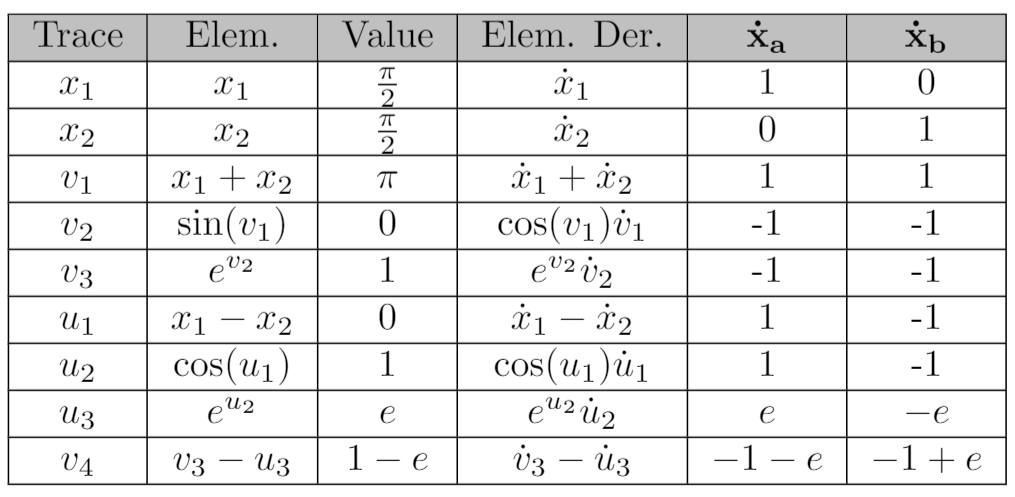 Trace Elem. Value Elem. Der. ẋₐ ẋ_b
x₁ x₁ π/2 ẋ₁ 1 0
x₂ x₂ π/2 ẋ₂ 0 1
v₁ x₁ + x₂ π ẋ₁ + ẋ₂ 1 1
v₂ sin(v₁) 0 cos(v₁)v̇₁ -1 -1
v₃ e^{v₂} 1 e^{v₂}v̇₂ -1 -1
u₁ x₁ − x₂ 0 ẋ₁ − ẋ₂ 1 -1
u₂ cos(u₁) 1 cos(u₁)u̇₁ 1 -1
u₃ e^{u₂} e e^{u₂}u̇₂ e −e
v₄ v₃ − u₃ 1 − e v̇₃ − u̇₃ −1 − e −1 + e